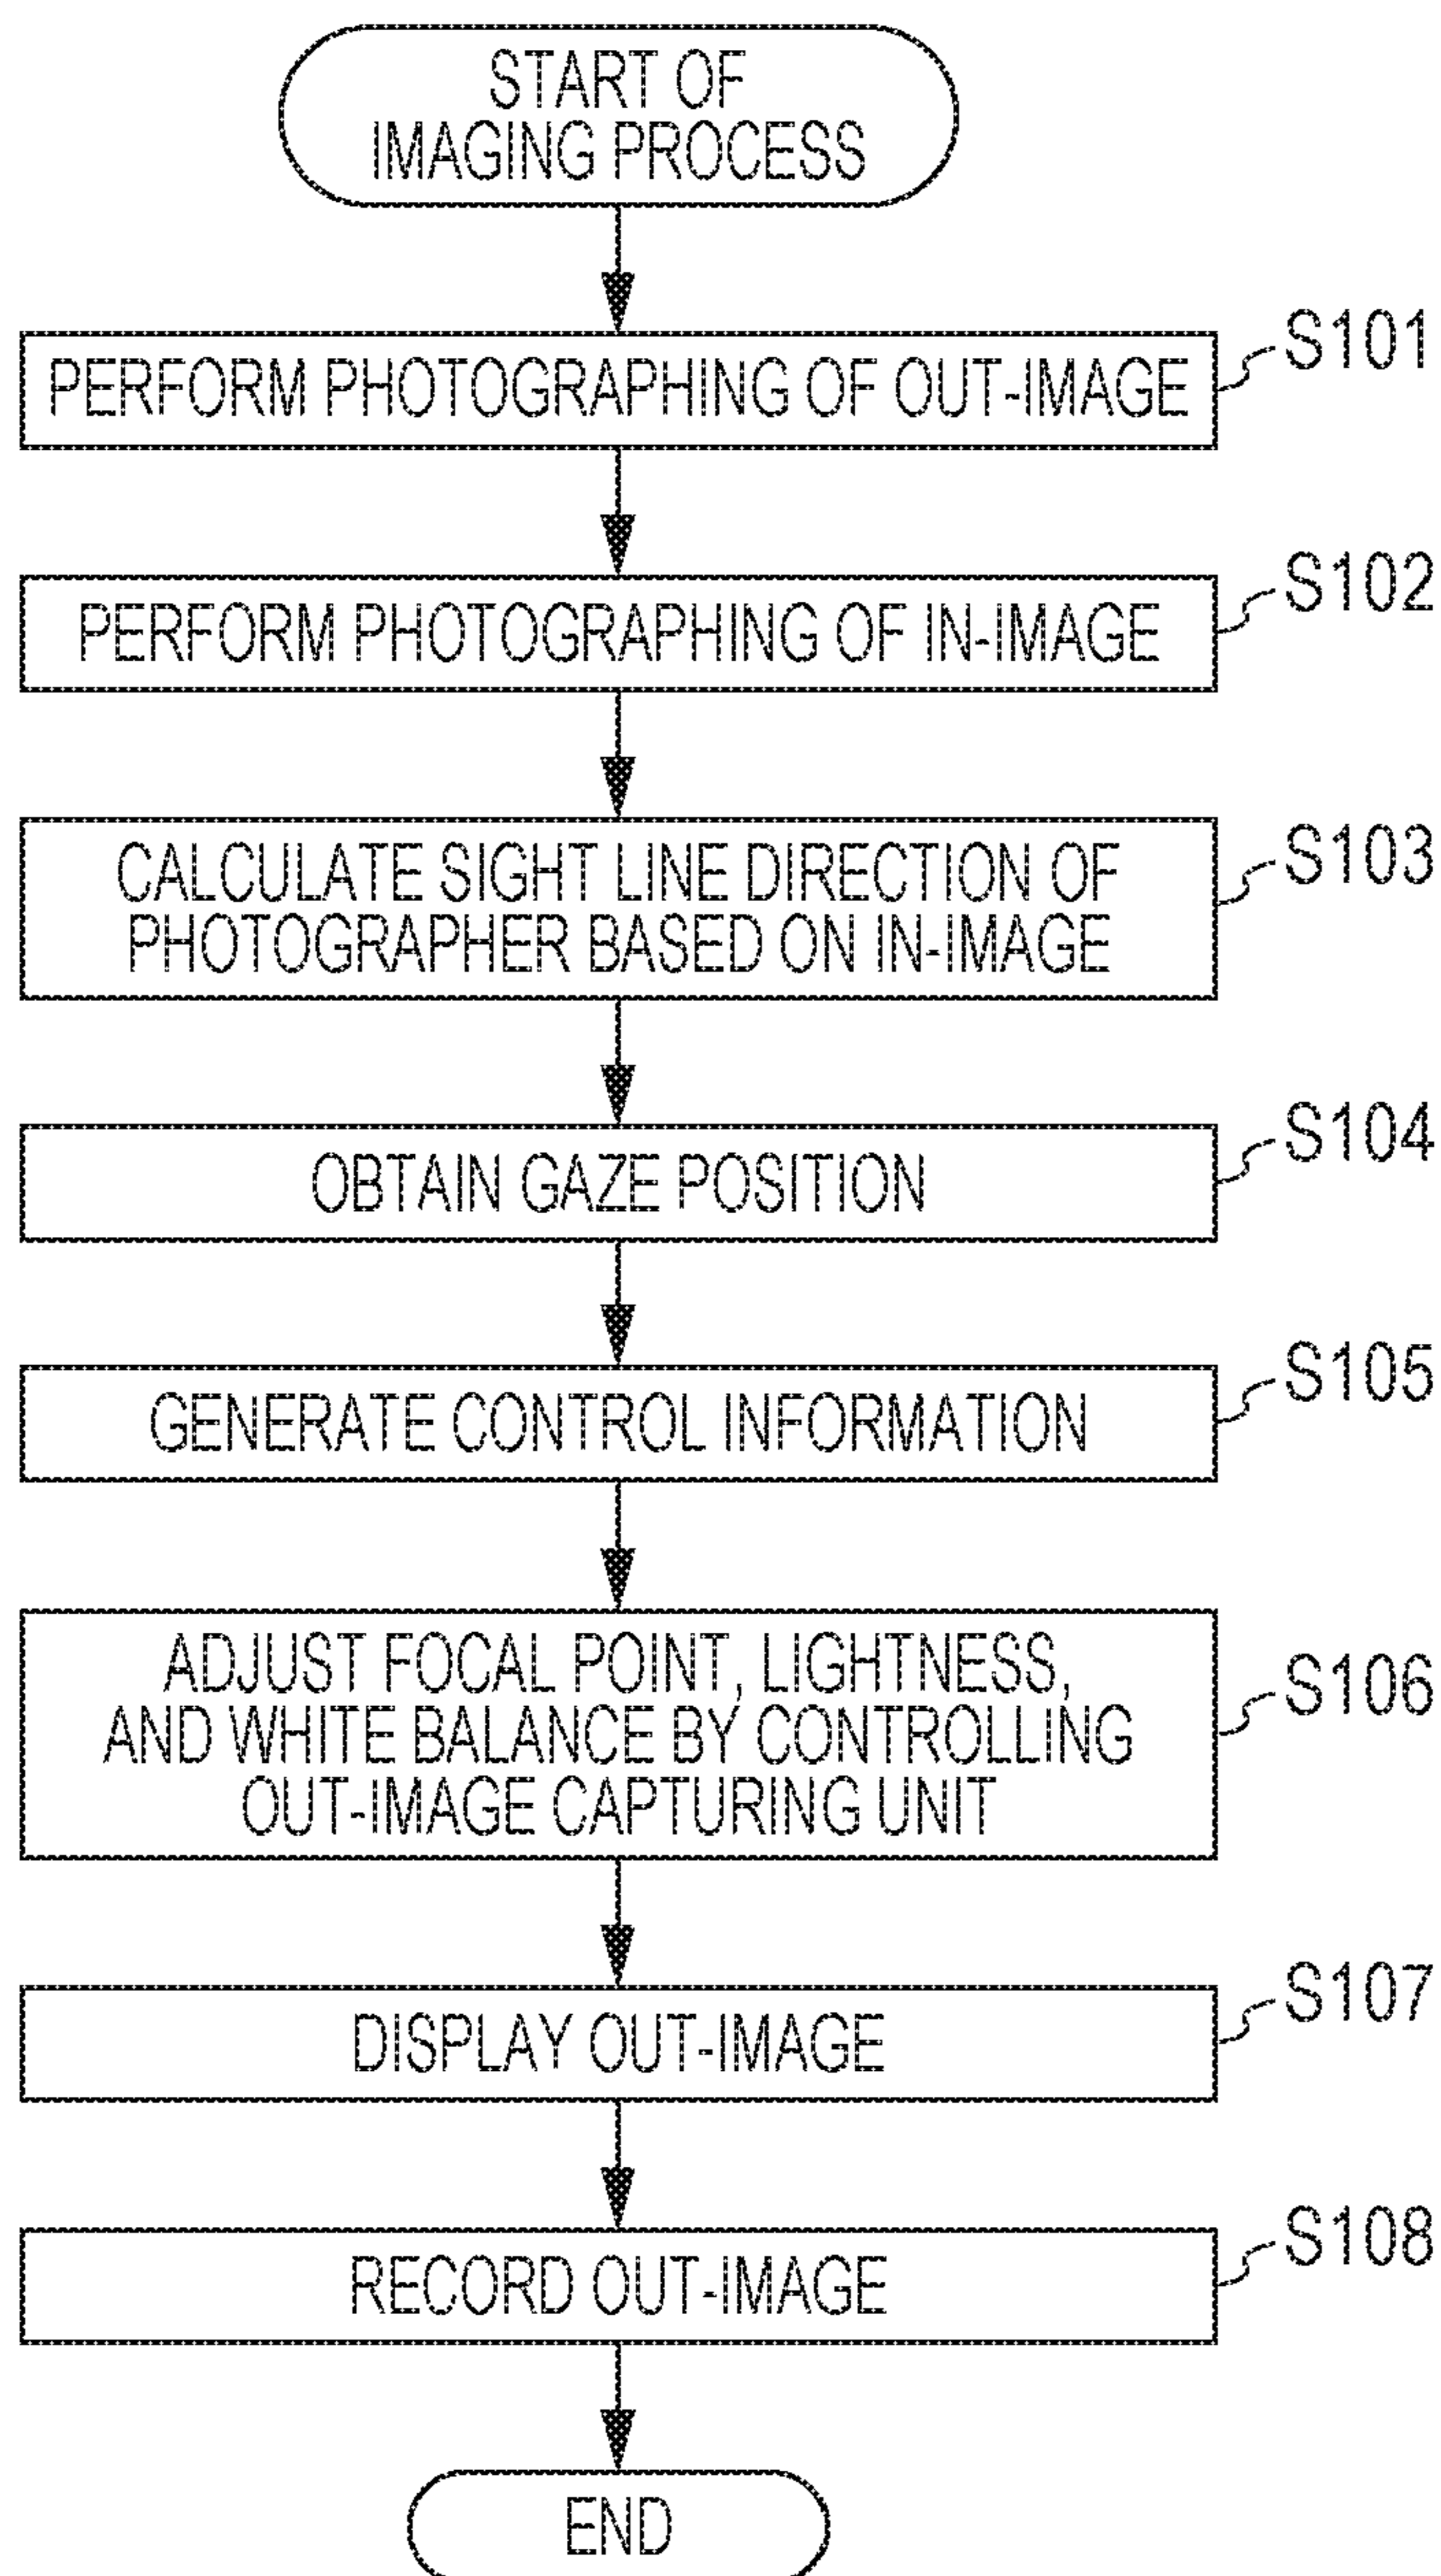 START OF
IMAGING PROCESS
PERFORM PHOTOGRAPHING OF OUT-IMAGE
S101
PERFORM PHOTOGRAPHING OF IN-IMAGE
S102
CALCULATE SIGHT LINE DIRECTION OF
PHOTOGRAPHER BASED ON IN-IMAGE
S103
OBTAIN GAZE POSITION
S104
GENERATE CONTROL INFORMATION
S105
ADJUST FOCAL POINT, LIGHTNESS,
AND WHITE BALANCE BY CONTROLLING
OUT-IMAGE CAPTURING UNIT
S106
DISPLAY OUT-IMAGE
S107
RECORD OUT-IMAGE
S108
END